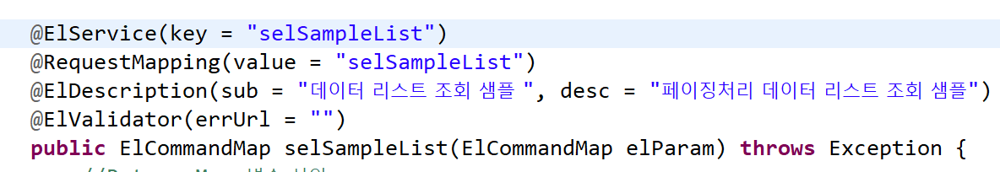 @ElService(key = "selSampleList")
@RequestMapping(value = "selSampleList")
@ElDescription(sub = "데이터 리스트 조회 샘플 ", desc = "페이징처리 데이터 리스트 조회 샘플")
@ElValidator(errUrl = "")
public ElCommandMap selSampleList(ElCommandMap elParam) throws Exception {